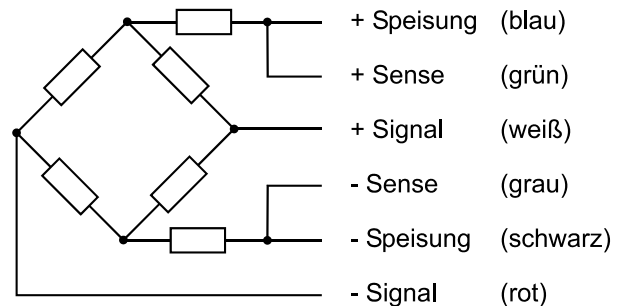 + Speisung (blau)
+ Sense (grün)
+ Signal (weiß)
- Sense (grau)
- Speisung (schwarz)
- Signal (rot)